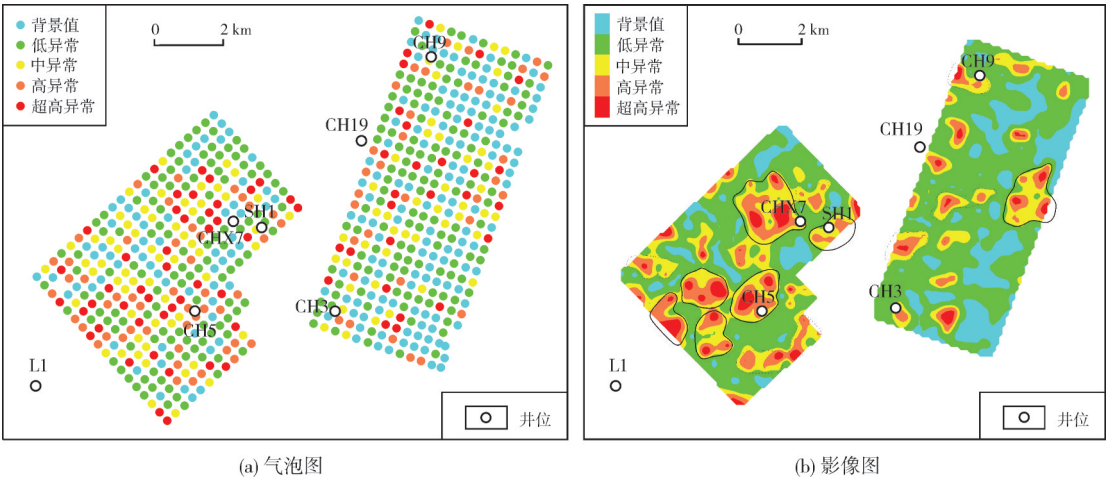 背景值
低异常
中异常
高异常
超高异常
0 2 km
CH9
CH19
SH1
CHX7
CH3
CH5
L1
井位
(a) 气泡图
背景值
低异常
中异常
高异常
超高异常
0 2 km
CH9
CH19
CHX7
SH1
CH3
CH5
L1
井位
(b) 影像图